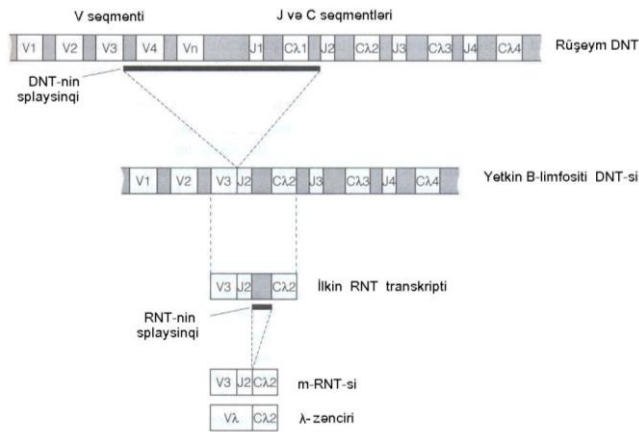 V seqmenti J və C seqmentləri
V1 V2 V3 V4 Vn J1 Cλ1 J2 Cλ2 J3 Cλ3 J4 Cλ4 Rüşeym DNT
DNT-nin
splaysinqi
V1 V2 V3 J2 Cλ2 J3 Cλ3 J4 Cλ4 Yetkin B-limfositi DNT-si
V3 J2 Cλ2 İlkin RNT transkripti
RNT-nin
splaysinqi
V3 J2 Cλ2 m-RNT-si
Vλ Cλ2 λ-zənciri